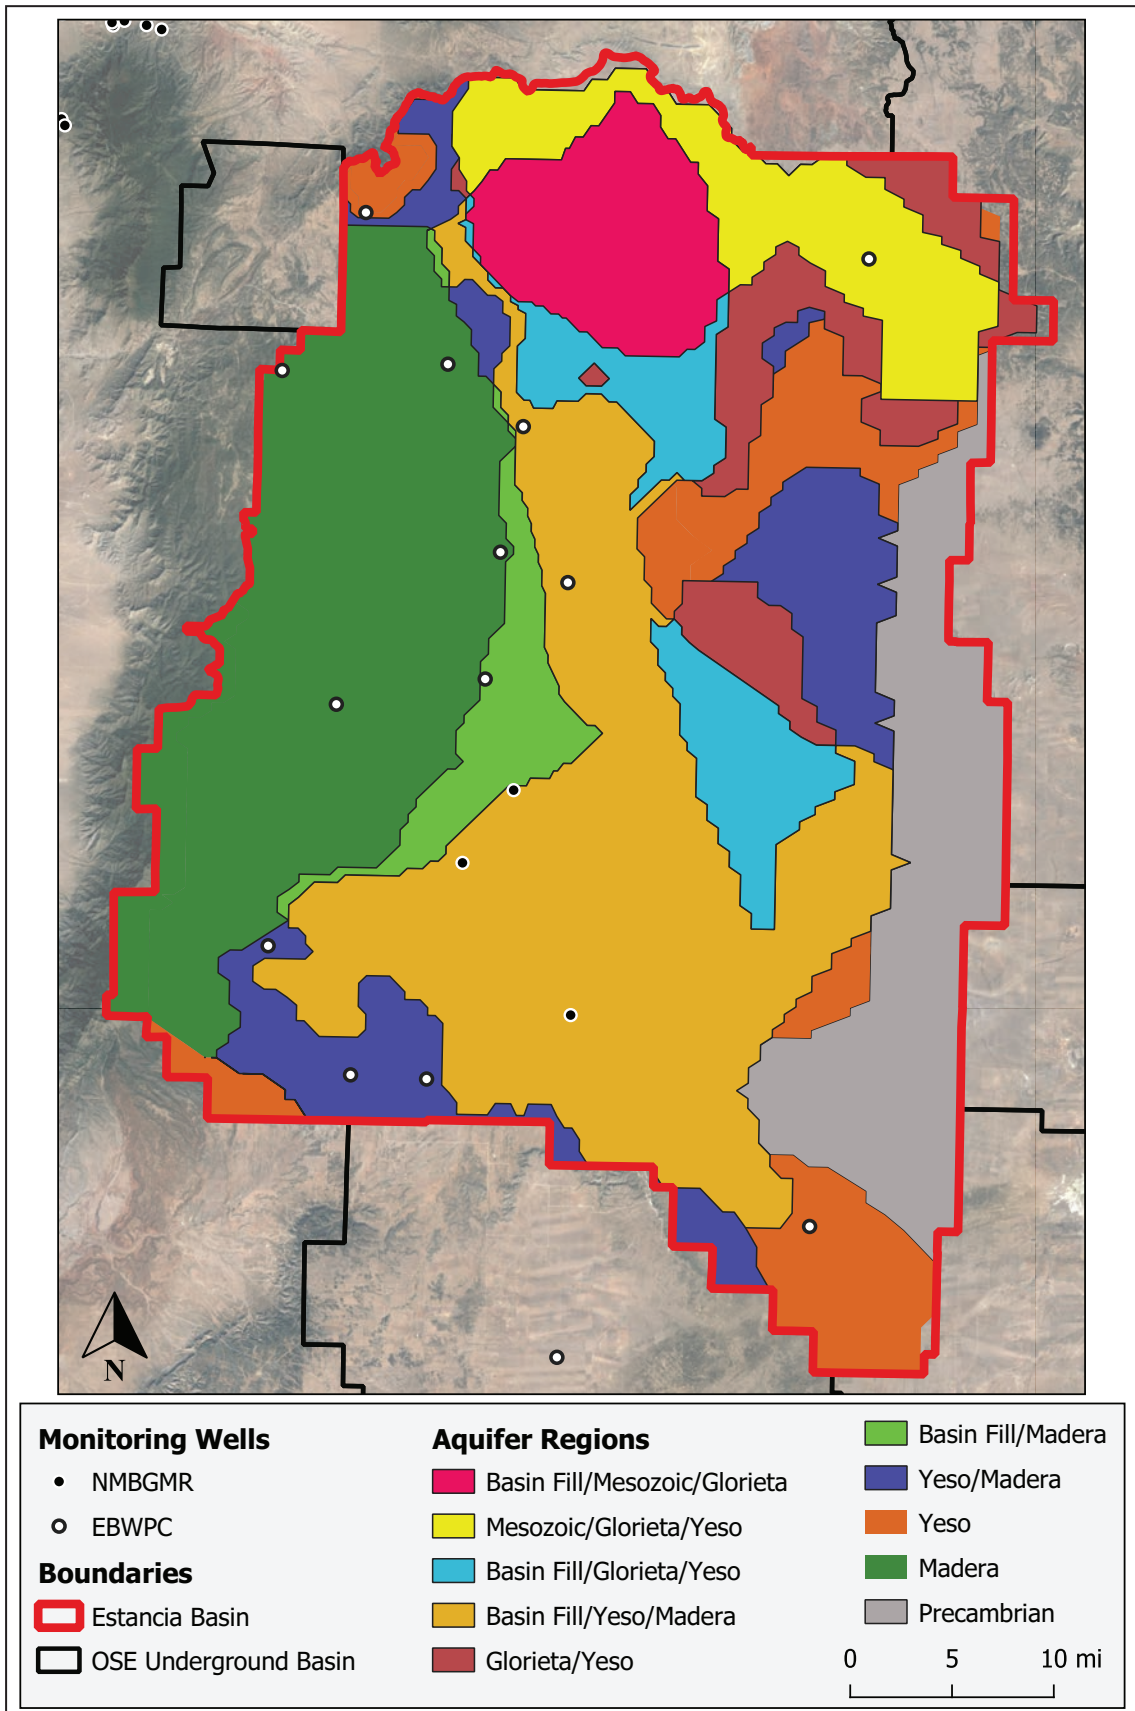 N
Monitoring Wells
NMBGMR
EBWPC
Boundaries
Estancia Basin
OSE Underground Basin
Aquifer Regions
Basin Fill/Mesozoic/Glorieta
Mesozoic/Glorieta/Yeso
Basin Fill/Glorieta/Yeso
Basin Fill/Yeso/Madera
Glorieta/Yeso
Basin Fill/Madera
Yeso/Madera
Yeso
Madera
Precambrian
0 5 10 mi